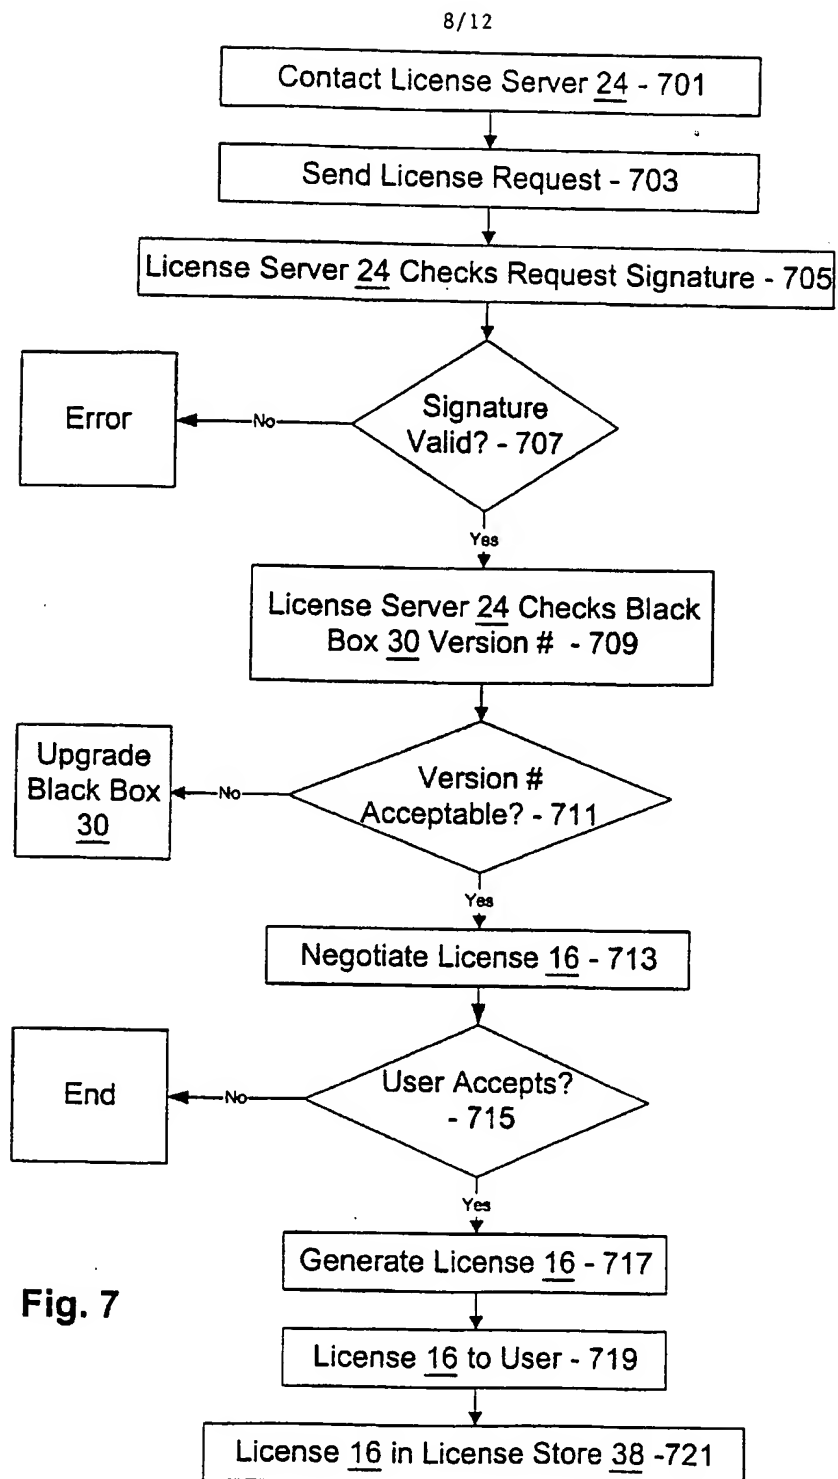 8/12
Contact License Server 24 - 701
Send License Request - 703
License Server 24 Checks Request Signature - 705
Error
No
Signature
Valid? - 707
Yes
License Server 24 Checks Black
Box 30 Version # - 709
Upgrade
Black Box
30
No
Version #
Acceptable? - 711
Yes
Negotiate License 16 - 713
End
No
User Accepts?
- 715
Yes
Generate License 16 - 717
Fig. 7
License 16 to User - 719
License 16 in License Store 38 -721